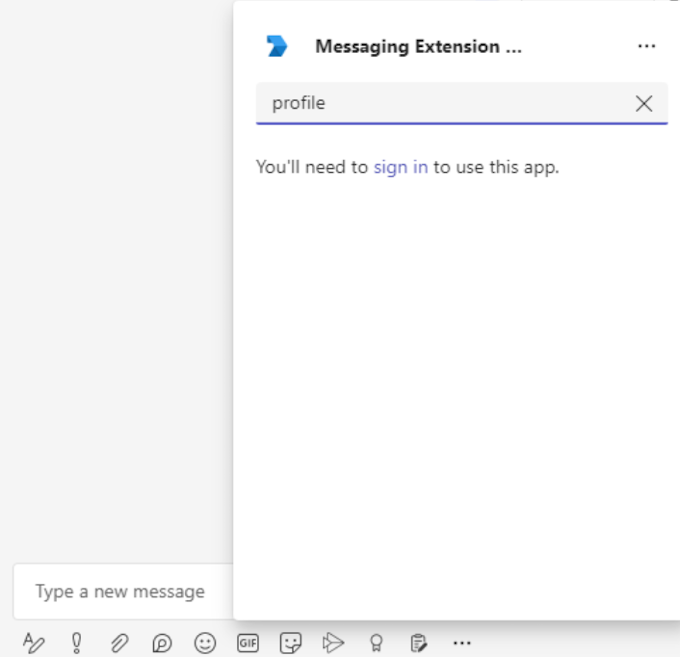 Messaging Extension ...
profile
You'll need to sign in to use this app.
Type a new message
GIF